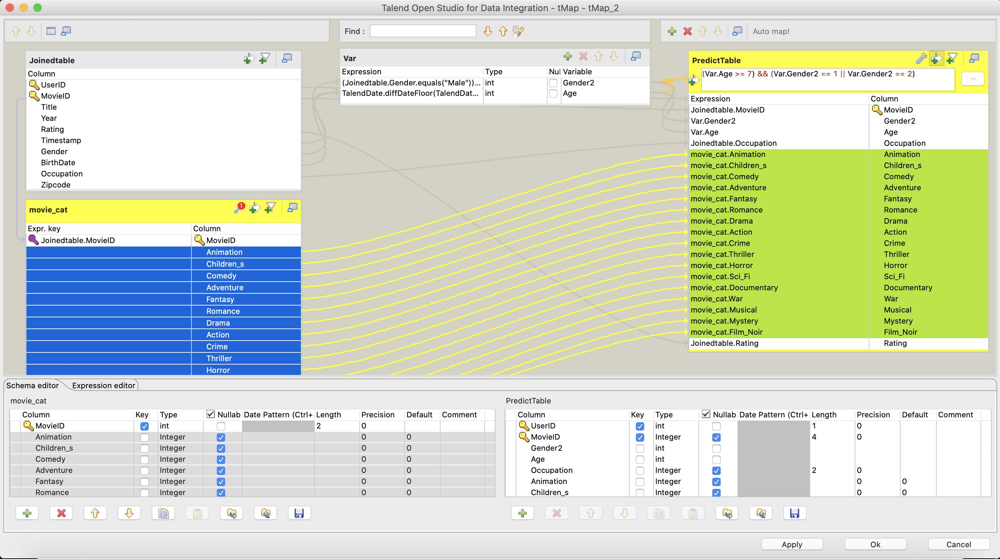 Talend Open Studio for Data Integration - tMap - tMap_2
Find :
Auto map!
Joinedtable
Column
UserID
MovieID
Title
Year
Rating
Timestamp
Gender
BirthDate
Occupation
Zipcode
movie_cat
1
Expr. key Column
Joinedtable.MovieID MovieID
Animation
Children_s
Comedy
Adventure
Fantasy
Romance
Drama
Action
Crime
Thriller
Horror
Var
Expression Type Nul Variable
(Joinedtable.Gender.equals("Male"))... int Gender2
TalendDate.diffDateFloor(TalendDat... int Age
PredictTable
(Var.Age >= 7) && (Var.Gender2 == 1 || Var.Gender2 == 2)
...
Expression Column
Joinedtable.MovieID MovieID
Var.Gender2 Gender2
Var.Age Age
Joinedtable.Occupation Occupation
movie_cat.Animation Animation
movie_cat.Children_s Children_s
movie_cat.Comedy Comedy
movie_cat.Adventure Adventure
movie_cat.Fantasy Fantasy
movie_cat.Romance Romance
movie_cat.Drama Drama
movie_cat.Action Action
movie_cat.Crime Crime
movie_cat.Thriller Thriller
movie_cat.Horror Horror
movie_cat.Sci_Fi Sci_Fi
movie_cat.Documentary Documentary
movie_cat.War War
movie_cat.Musical Musical
movie_cat.Mystery Mystery
movie_cat.Film_Noir Film_Noir
Joinedtable.Rating Rating
Schema editor Expression editor
movie_cat
Column Key Type Nullab Date Pattern (Ctrl+ Length Precision Default Comment
MovieID int 2 0
Animation Integer 0 0
Children_s Integer 0 0
Comedy Integer 0 0
Adventure Integer 0 0
Fantasy Integer 0 0
Romance Integer 0 0
PredictTable
Column Key Type Nullab Date Pattern (Ctrl+ Length Precision Default Comment
UserID int 1 0
MovieID Integer 4 0
Gender2 int
Age int
Occupation Integer 2 0
Animation Integer 0 0
Children_s Integer 0 0
Apply Ok Cancel